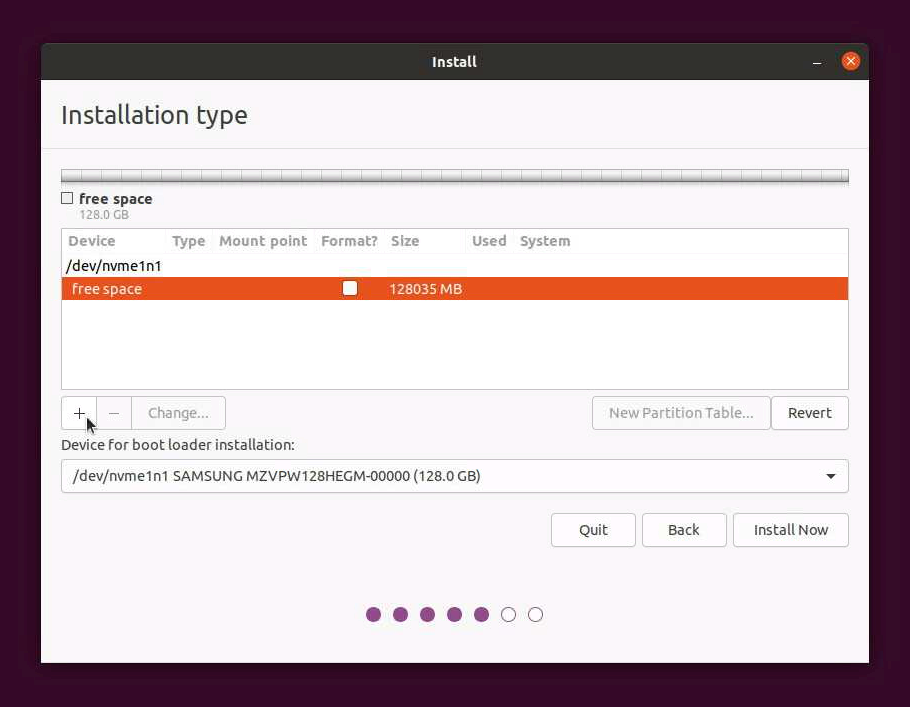 Install
Installation type
free space
128.0 GB
Device Type Mount point Format? Size Used System
/dev/nvme1n1
free space 128035 MB
+ − Change... New Partition Table... Revert
Device for boot loader installation:
/dev/nvme1n1 SAMSUNG MZVPW128HEGM-00000 (128.0 GB)
Quit Back Install Now